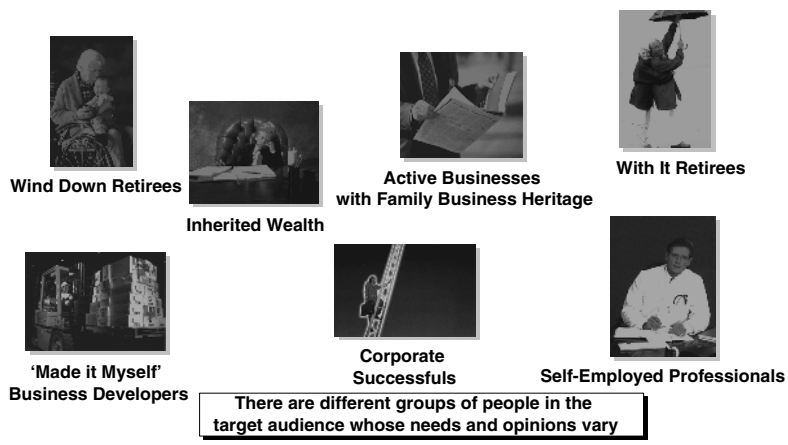 Wind Down Retirees
Inherited Wealth
Active Businesses
with Family Business Heritage
With It Retirees
‘Made it Myself’
Business Developers
Corporate
Successfuls
Self-Employed Professionals
There are different groups of people in the
target audience whose needs and opinions vary